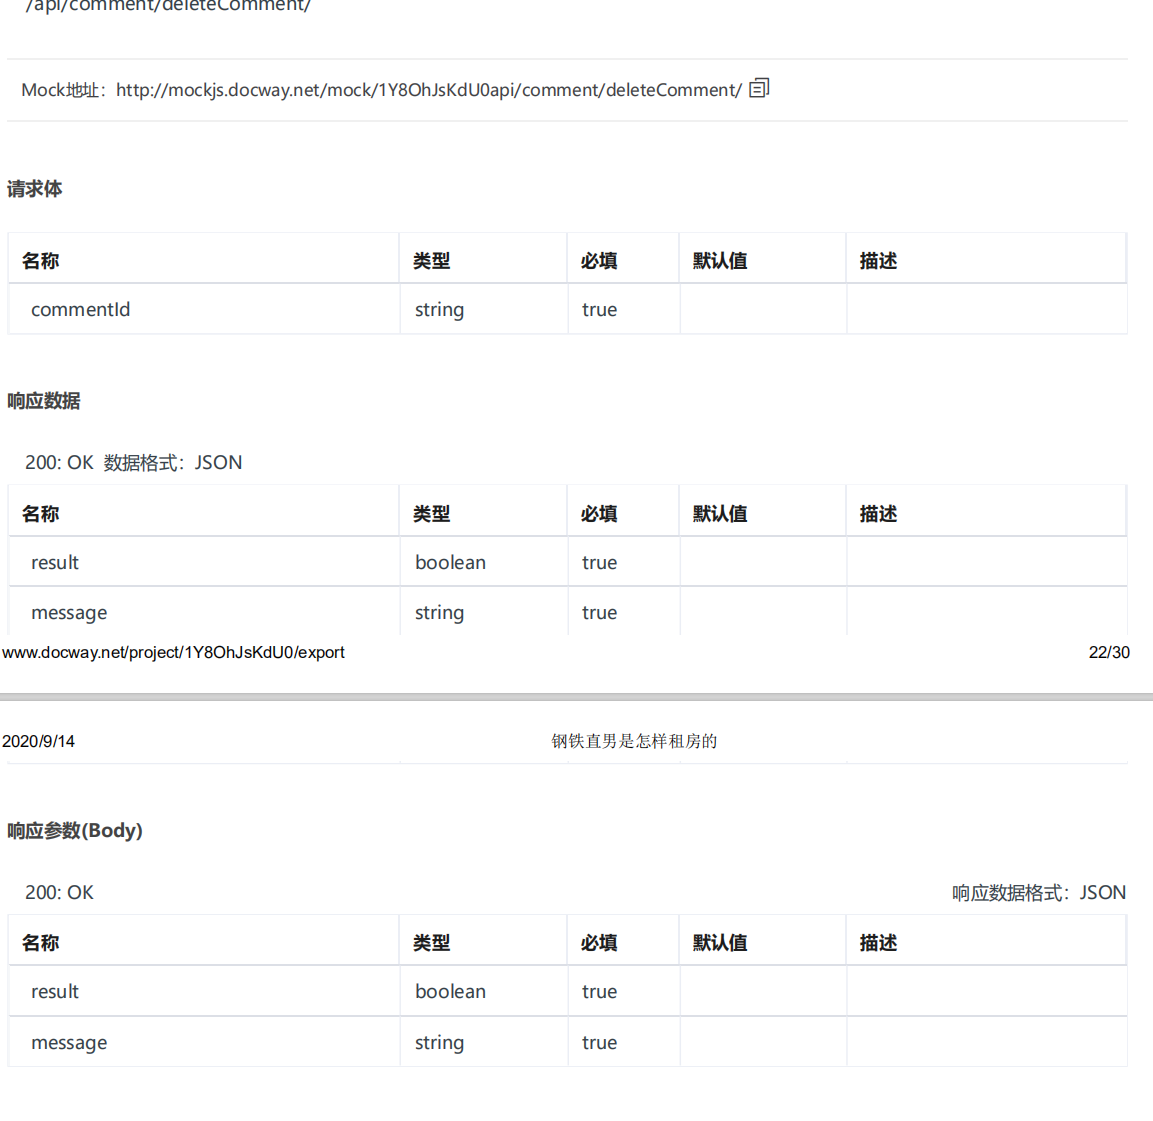 /api/comment/deleteComment/
Mock地址：http://mockjs.docway.net/mock/1Y8OhJsKdU0api/comment/deleteComment/
请求体
名称 类型 必填 默认值 描述
commentId string true
响应数据
200: OK 数据格式：JSON
名称 类型 必填 默认值 描述
result boolean true
message string true
www.docway.net/project/1Y8OhJsKdU0/export 22/30
2020/9/14 钢铁直男是怎样租房的
响应参数(Body)
200: OK 响应数据格式：JSON
名称 类型 必填 默认值 描述
result boolean true
message string true